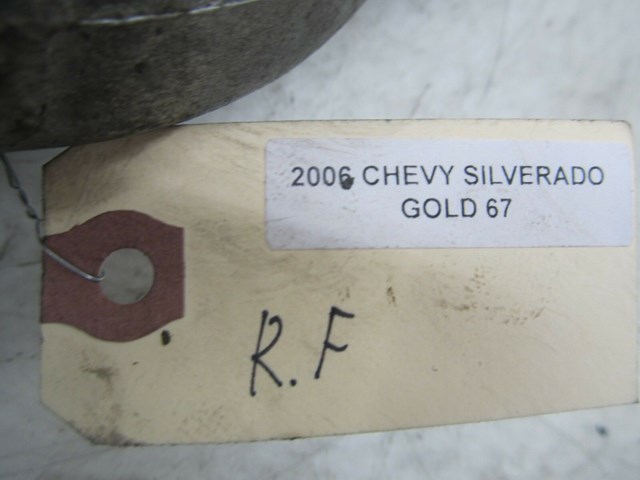 2006 CHEVY SILVERADO
GOLD 67
R.F